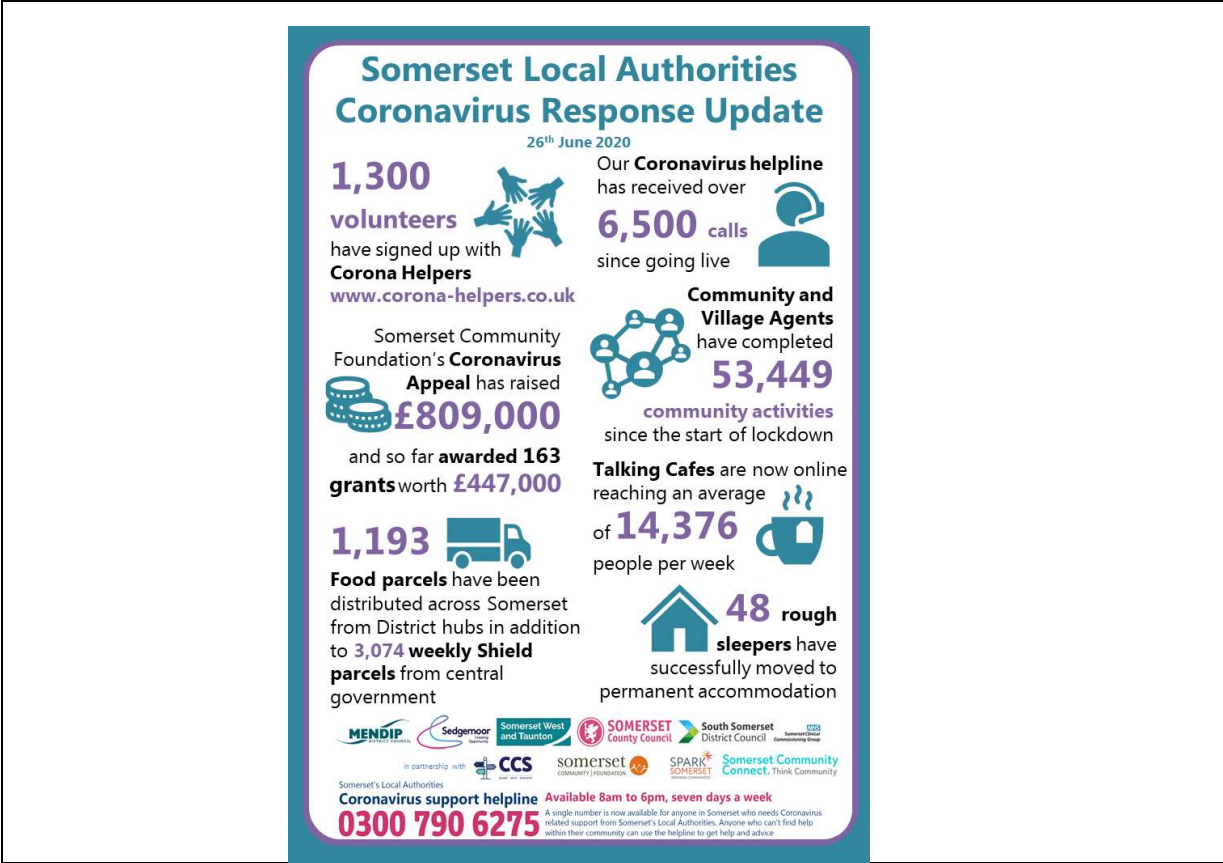 Somerset Local Authorities
Coronavirus Response Update
26th June 2020
1,300
volunteers
have signed up with
Corona Helpers
www.corona-helpers.co.uk
Our Coronavirus helpline
has received over
6,500 calls
since going live
Somerset Community
Foundation's Coronavirus
Appeal has raised
£809,000
and so far awarded 163
grants worth £447,000
Community and
Village Agents
have completed
53,449
community activities
since the start of lockdown
1,193
Food parcels have been
distributed across Somerset
from District hubs in addition
to 3,074 weekly Shield
parcels from central
government
Talking Cafes are now online
reaching an average
of 14,376
people per week
48 rough
sleepers have
successfully moved to
permanent accommodation
MENDIP
DISTRICT COUNCIL
Sedgemoor
Somerset West
and Taunton
SOMERSET
County Council
South Somerset
District Council
NHS
Somerset Clinical
Commissioning Group
in partnership with
CCS
somerset
COMMUNITY FOUNDATION
SPARK
SOMERSET
Somerset Community
Connect. Think Community
Somerset's Local Authorities
Coronavirus support helpline
0300 790 6275
Available 8am to 6pm, seven days a week
A single number is now available for anyone in Somerset who needs Coronavirus
related support from Somerset's Local Authorities. Anyone who can't find help
within their community can use the helpline to get help and advice